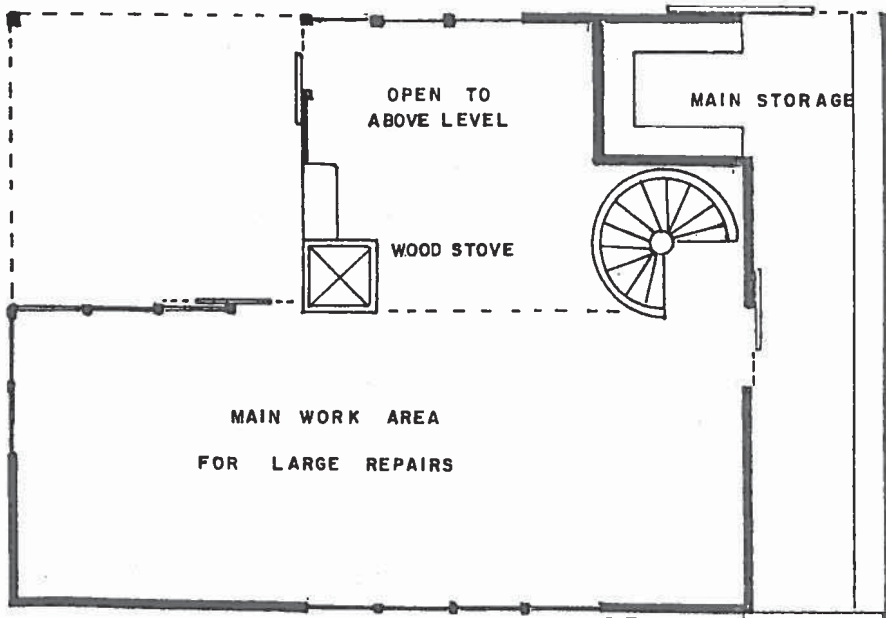 OPEN TO
ABOVE LEVEL
MAIN STORAGE
WOOD STOVE
MAIN WORK AREA
FOR LARGE REPAIRS